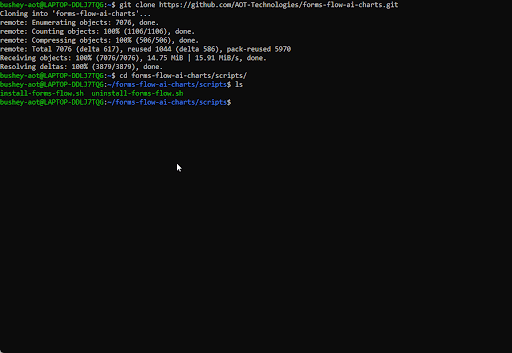 bushey-aot@LAPTOP-DDLJ7TQG:~$ git clone https://github.com/AOT-Technologies/forms-flow-ai-charts.git
Cloning into 'forms-flow-ai-charts'...
remote: Enumerating objects: 7076, done.
remote: Counting objects: 100% (1106/1106), done.
remote: Compressing objects: 100% (506/506), done.
remote: Total 7076 (delta 617), reused 1044 (delta 586), pack-reused 5970
Receiving objects: 100% (7076/7076), 14.75 MiB | 15.91 MiB/s, done.
Resolving deltas: 100% (3879/3879), done.
bushey-aot@LAPTOP-DDLJ7TQG:~$ cd forms-flow-ai-charts/scripts/
bushey-aot@LAPTOP-DDLJ7TQG:~/forms-flow-ai-charts/scripts$ ls
install-forms-flow.sh  uninstall-forms-flow.sh
bushey-aot@LAPTOP-DDLJ7TQG:~/forms-flow-ai-charts/scripts$